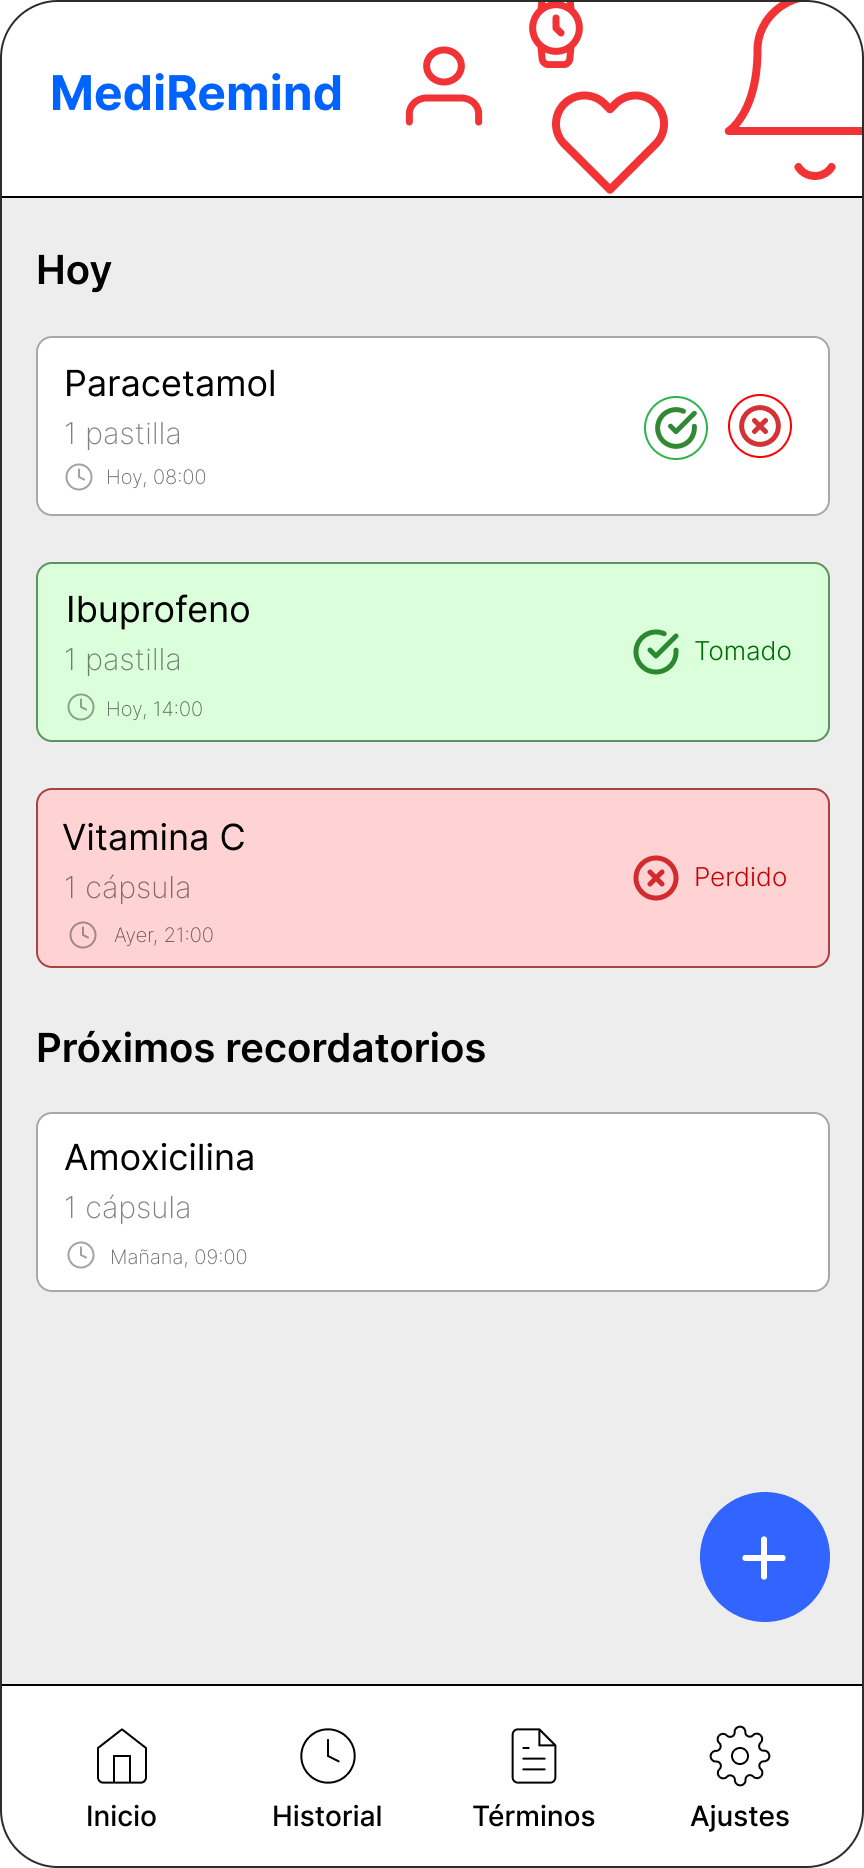 MediRemind
Hoy
Paracetamol
1 pastilla
Hoy, 08:00
Ibuprofeno
1 pastilla
Hoy, 14:00
Tomado
Vitamina C
1 cápsula
Ayer, 21:00
Perdido
Próximos recordatorios
Amoxicilina
1 cápsula
Mañana, 09:00
Inicio
Historial
Términos
Ajustes